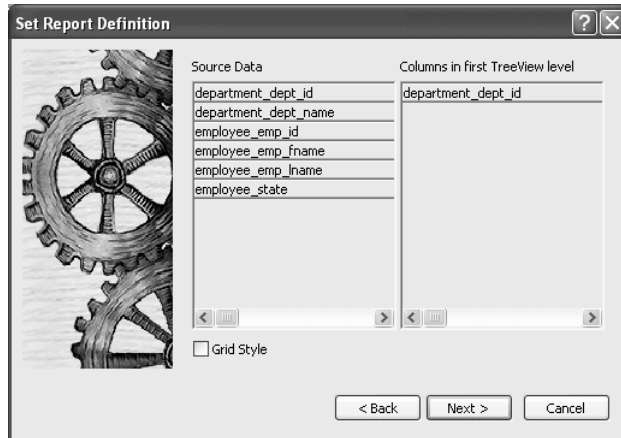 Set Report Definition
Source Data
department_dept_id
department_dept_name
employee_emp_id
employee_emp_fname
employee_emp_lname
employee_state
Columns in first TreeView level
department_dept_id
Grid Style
< Back
Next >
Cancel